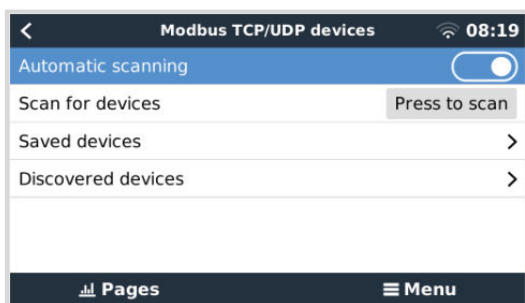 Modbus TCP/UDP devices 08:19
Automatic scanning
Scan for devices Press to scan
Saved devices
Discovered devices
Pages Menu